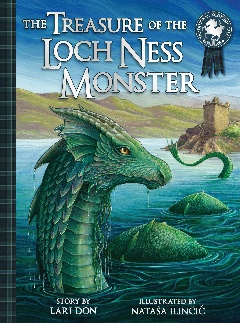 THE TREASURE OF THE
LOCH NESS
MONSTER
STORY BY
LARI DON
ILLUSTRATED BY
NATAŠA ILINČIĆ